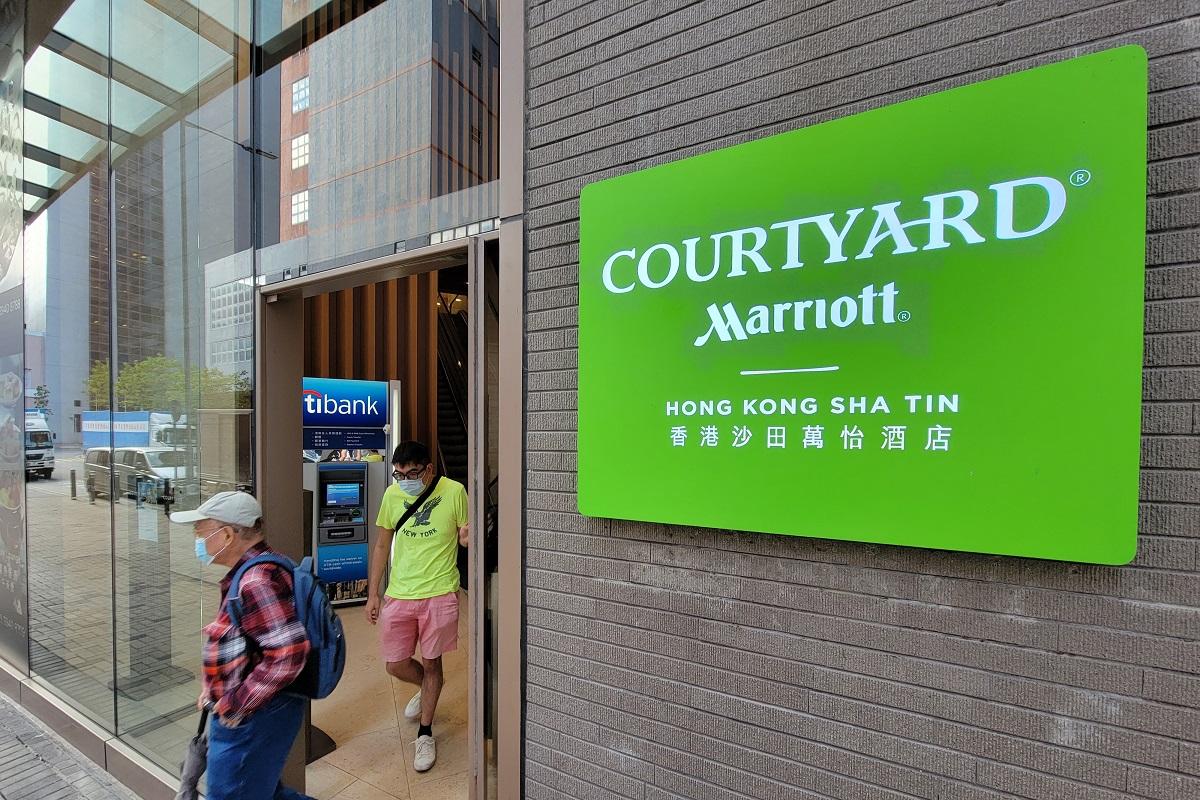 COURTYARD®
Marriott®
HONG KONG SHA TIN
香港沙田萬怡酒店
tibank
NEW YORK